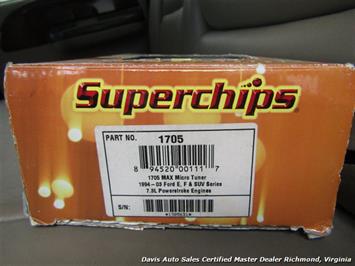 Superchips
PART NO. 1705
8 94520 00111 7
1705 MAX Micro Tuner
1994-03 Ford E, F & SUV Series
7.3L Powerstroke Engines
S/N:
Davis Auto Sales Certified Master Dealer Richmond, Virginia